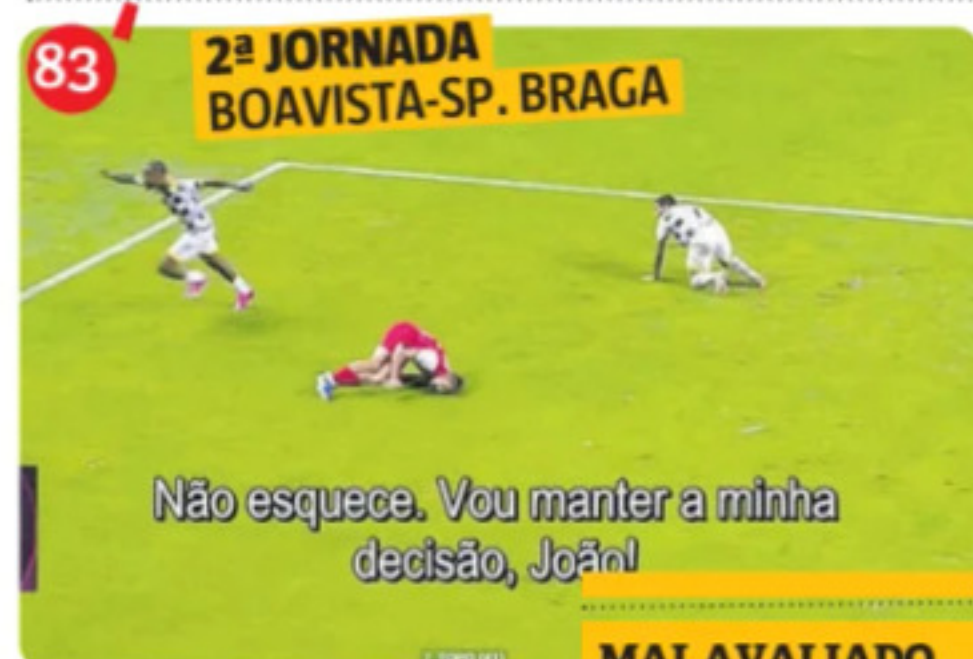 83
2ª JORNADA
BOAVISTA-SP. BRAGA
Não esquece. Vou manter a minha
decisão, João!
MAL AVALIADO